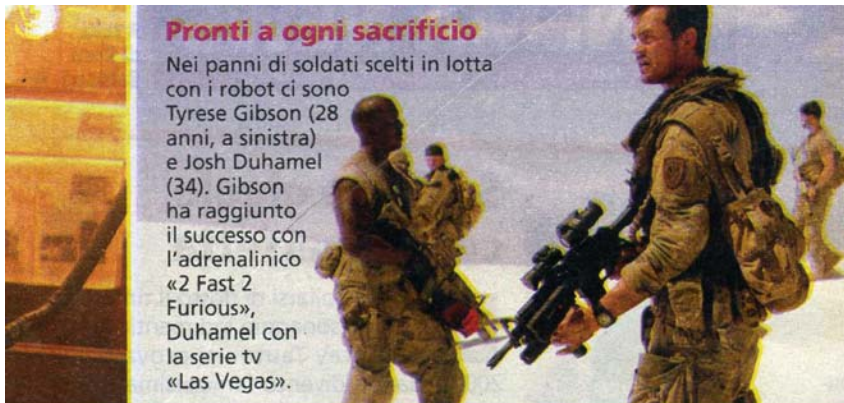 Pronti a ogni sacrificio
Nei panni di soldati scelti in lotta
con i robot ci sono
Tyrese Gibson (28
anni, a sinistra)
e Josh Duhamel
(34). Gibson
ha raggiunto
il successo con
l'adrenalinico
«2 Fast 2
Furious»,
Duhamel con
la serie tv
«Las Vegas».